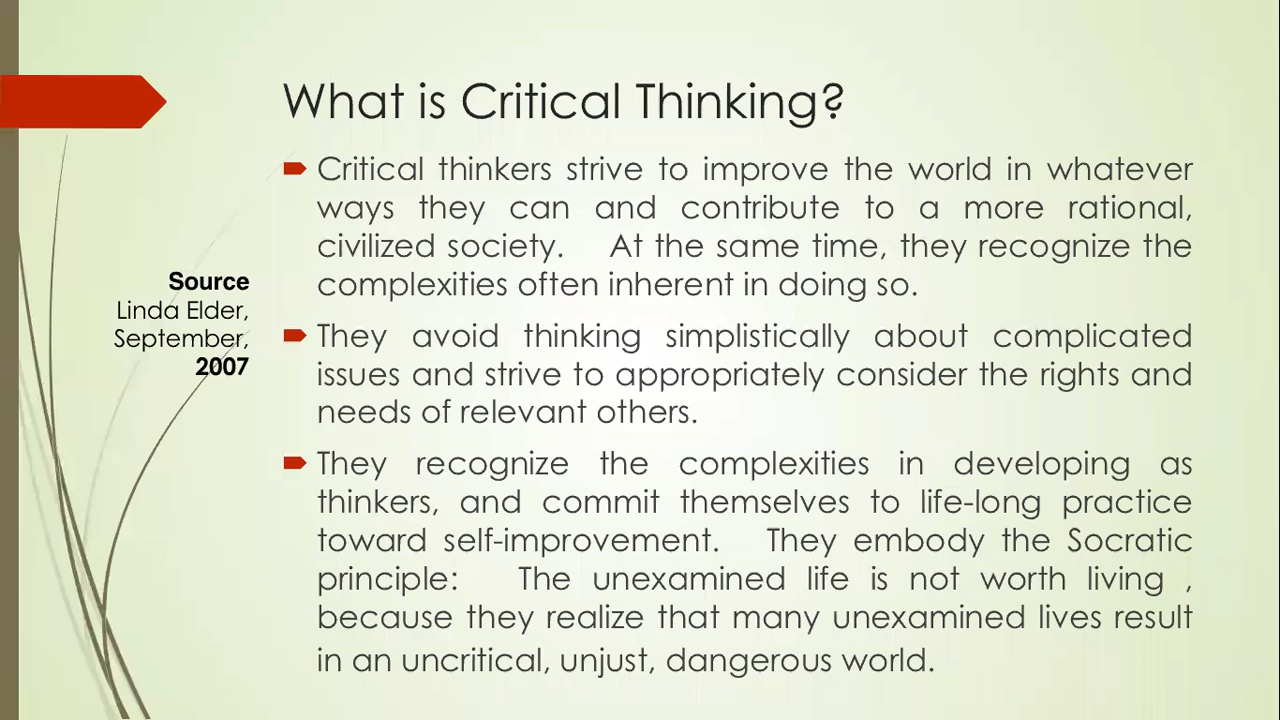 What is Critical Thinking?
Critical thinkers strive to improve the world in whatever
ways they can and contribute to a more rational,
civilized society. At the same time, they recognize the
complexities often inherent in doing so.
They avoid thinking simplistically about complicated
issues and strive to appropriately consider the rights and
needs of relevant others.
They recognize the complexities in developing as
thinkers, and commit themselves to life-long practice
toward self-improvement. They embody the Socratic
principle: The unexamined life is not worth living ,
because they realize that many unexamined lives result
in an uncritical, unjust, dangerous world.
Source
Linda Elder,
September,
2007